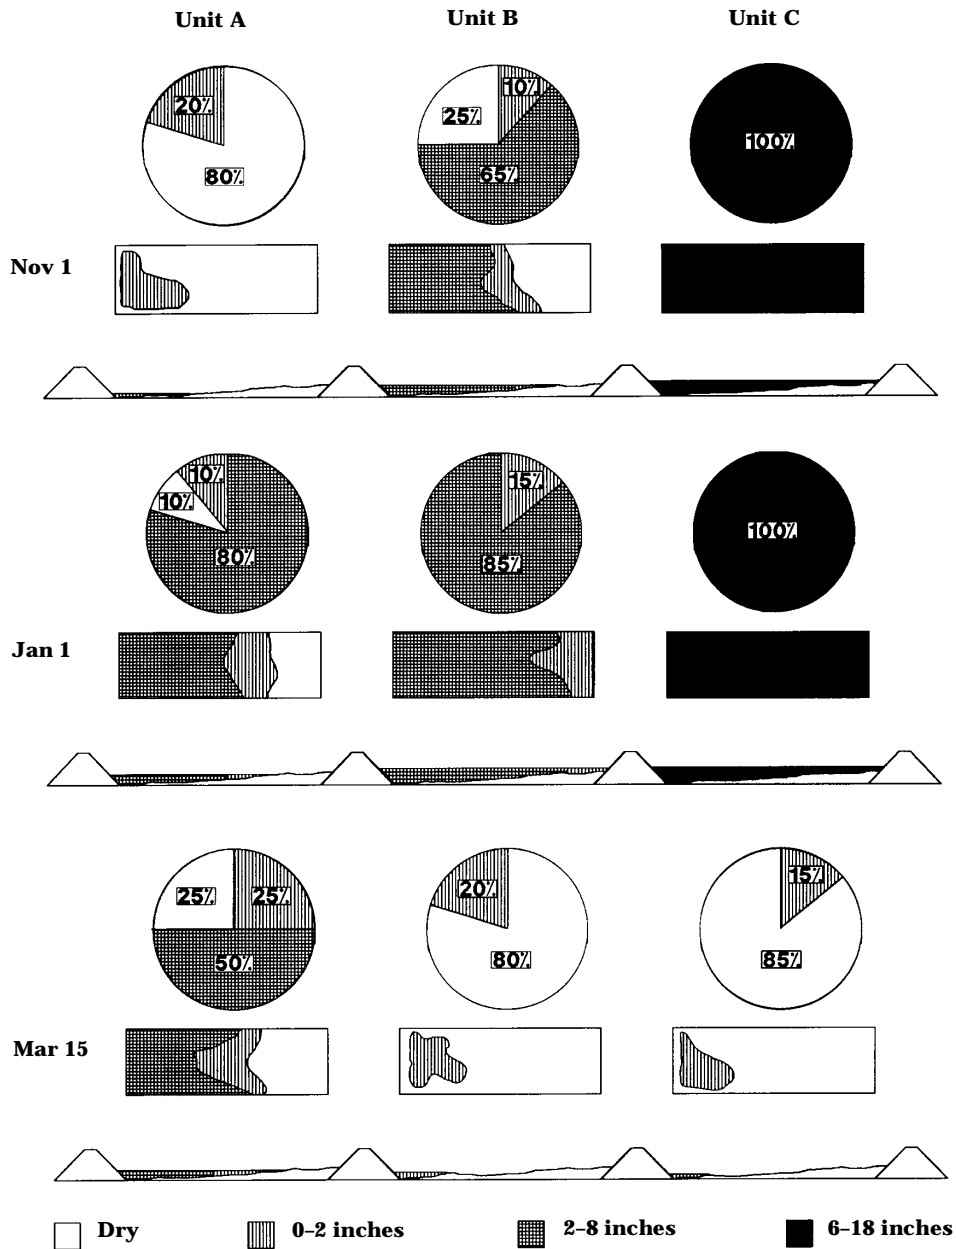 Unit A Unit B Unit C
20% 80% 25% 10% 65% 100%
Nov 1
10% 10% 80% 15% 85% 100%
Jan 1
25% 25% 50% 20% 80% 15% 85%
Mar 15
Dry 0–2 inches 2–8 inches 6–18 inches